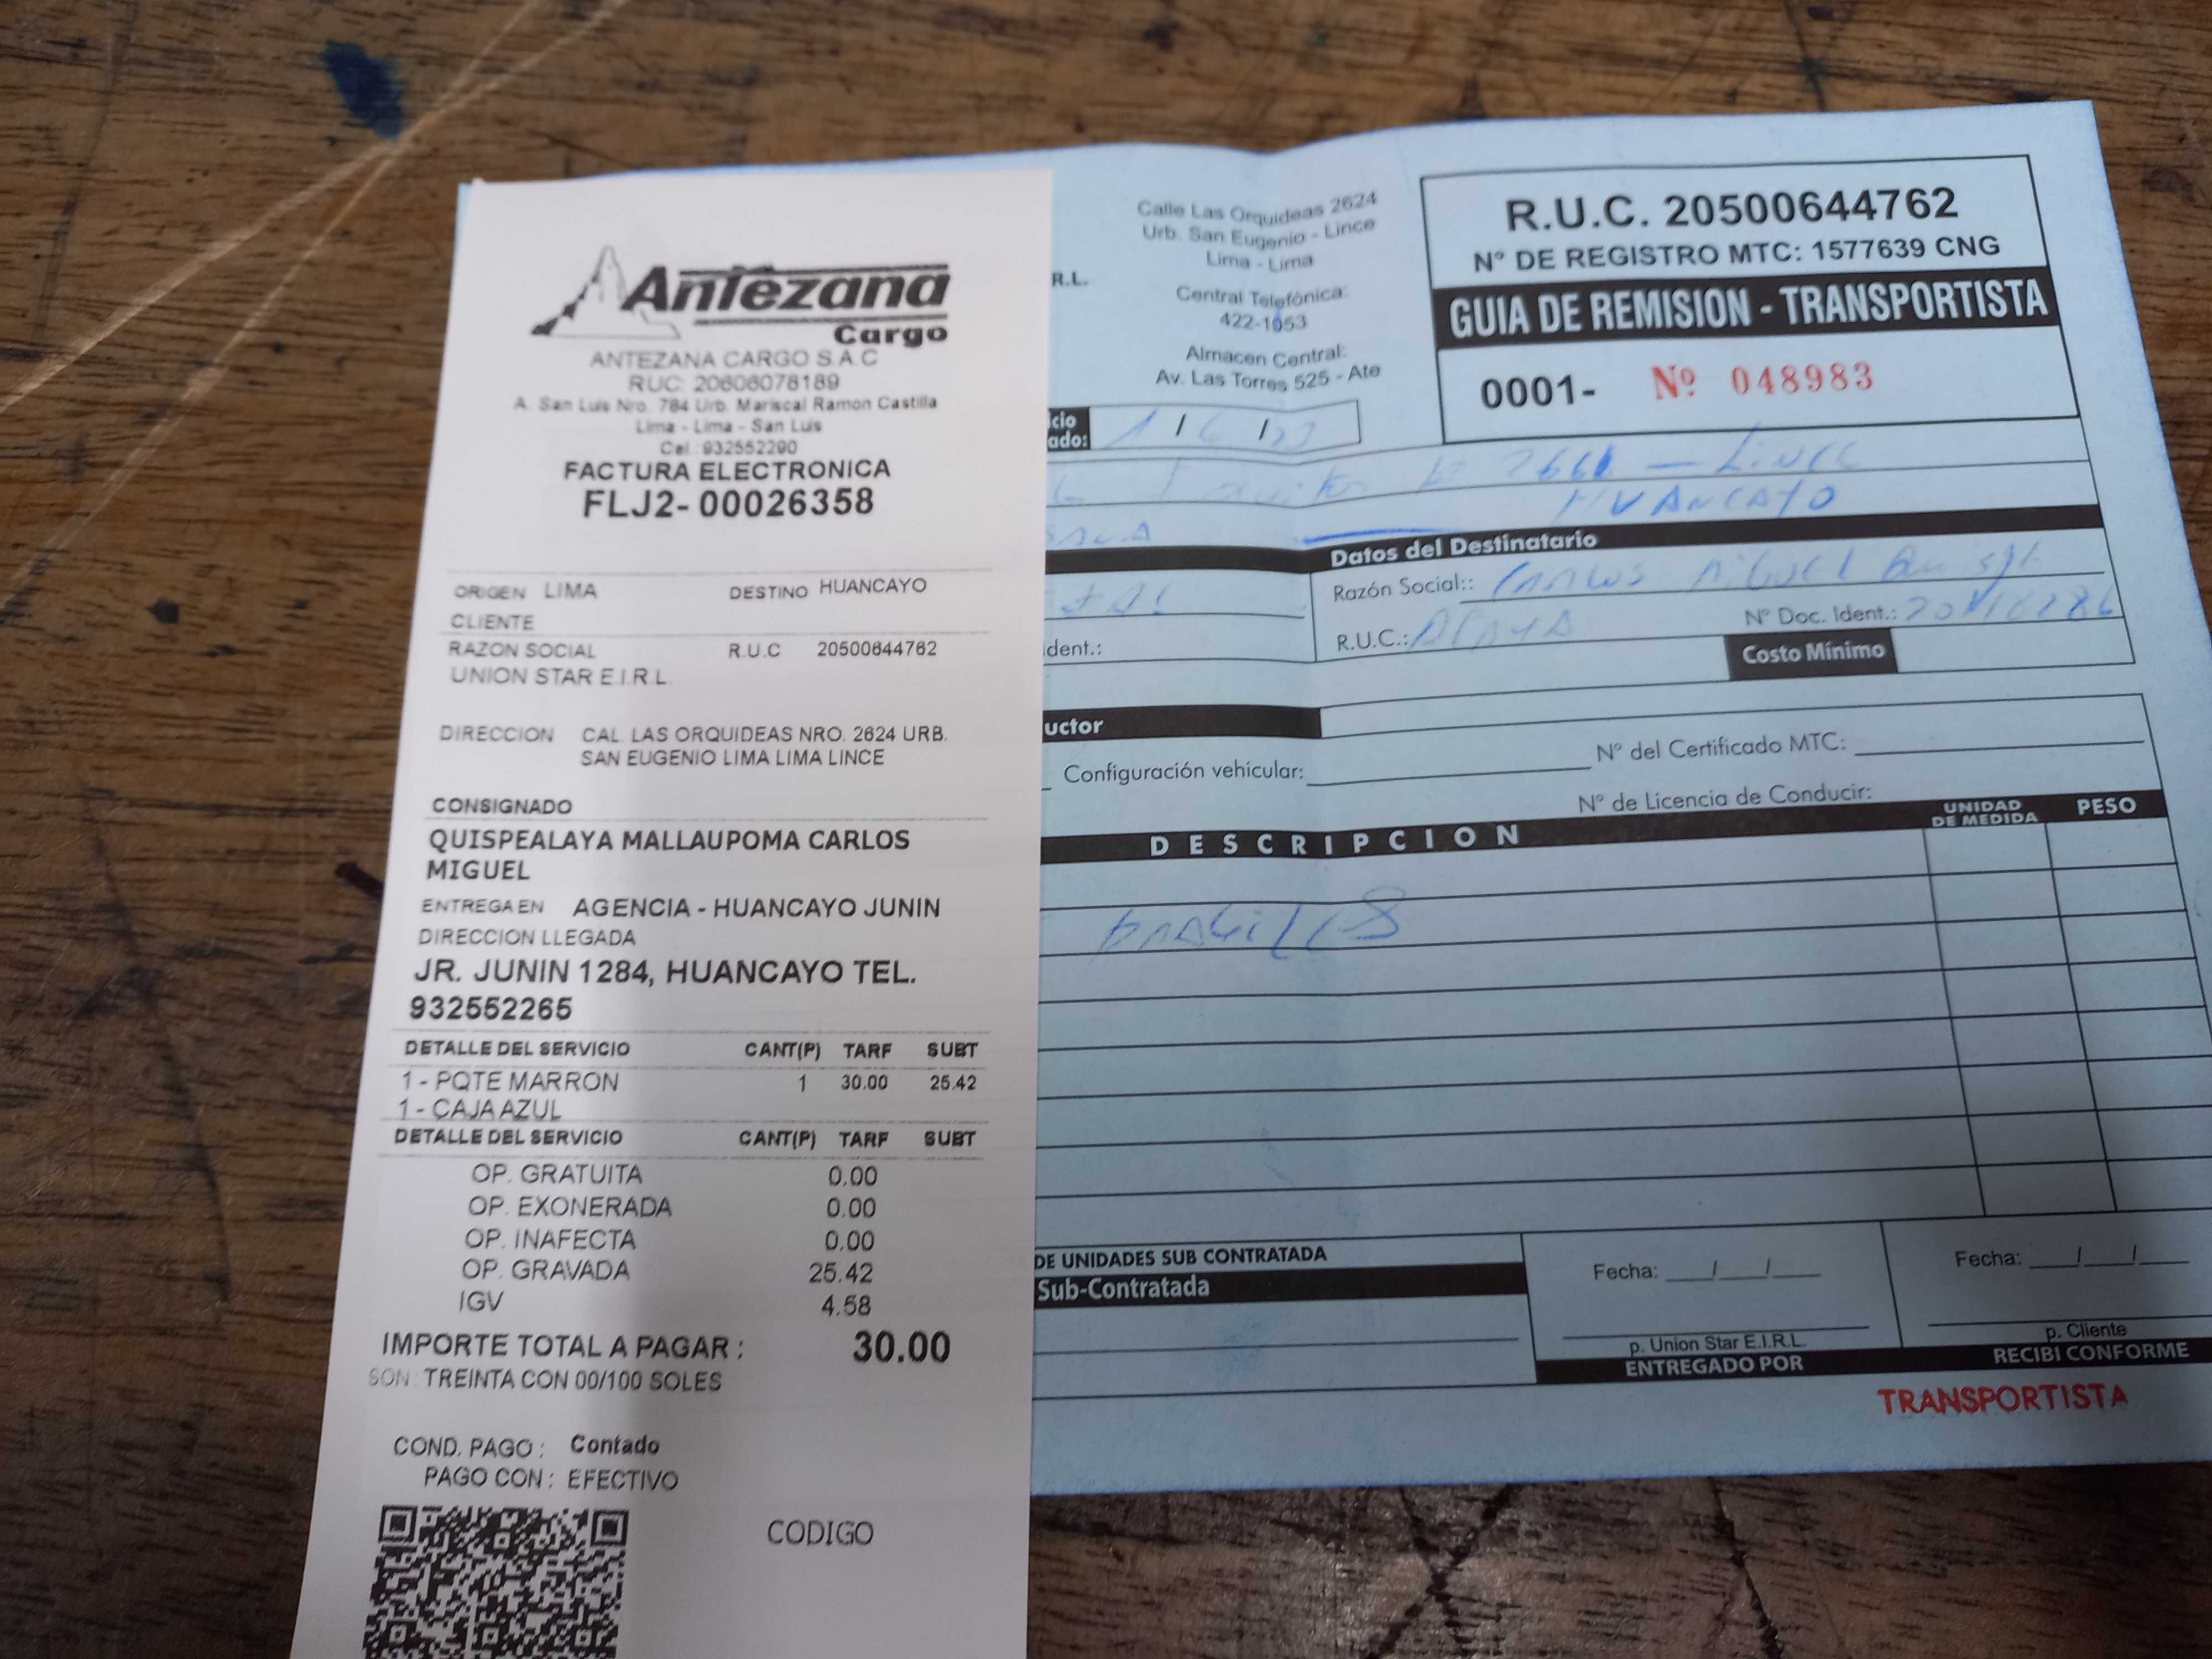 Antezana
Cargo
ANTEZANA CARGO S.A.C
RUC: 20606078189
A. San Luis Nro. 784 Urb. Mariscal Ramon Castilla
Lima - Lima - San Luis
Cel.:932552290
FACTURA ELECTRONICA
FLJ2- 00026358
ORIGEN LIMA DESTINO HUANCAYO
CLIENTE
RAZON SOCIAL R.U.C 20500644762
UNION STAR E.I.R.L.
DIRECCION CAL. LAS ORQUIDEAS NRO. 2624 URB.
SAN EUGENIO LIMA LIMA LINCE
CONSIGNADO
QUISPEALAYA MALLAUPOMA CARLOS
MIGUEL
ENTREGA EN AGENCIA - HUANCAYO JUNIN
DIRECCION LLEGADA
JR. JUNIN 1284, HUANCAYO TEL.
932552265
DETALLE DEL SERVICIO CANT(P) TARF SUBT
1 - PQTE MARRON 1 30.00 25.42
1 - CAJA AZUL
DETALLE DEL SERVICIO CANT(P) TARF SUBT
OP. GRATUITA 0.00
OP. EXONERADA 0.00
OP. INAFECTA 0.00
OP. GRAVADA 25.42
IGV 4.58
IMPORTE TOTAL A PAGAR : 30.00
SON: TREINTA CON 00/100 SOLES
COND. PAGO : Contado
PAGO CON : EFECTIVO
CODIGO
R.L.
Calle Las Orquideas 2624
Urb. San Eugenio - Lince
Lima - Lima
Central Telefónica:
422-1053
Almacen Central:
Av. Las Torres 525 - Ate
R.U.C. 20500644762
Nº DE REGISTRO MTC: 1577639 CNG
GUIA DE REMISION - TRANSPORTISTA
0001- Nº 048983
icio
ado: 1 / 6 /
Lince
HUANCAYO
Datos del Destinatario
Razón Social:: Carlos Miguel
R.U.C.: Nº Doc. Ident.:
dent.:
Costo Mínimo
uctor
Configuración vehicular: Nº del Certificado MTC:
Nº de Licencia de Conducir:
DESCRIPCION UNIDAD DE MEDIDA PESO
DE UNIDADES SUB CONTRATADA
Sub-Contratada
Fecha: / /
p. Union Star E.I.R.L.
ENTREGADO POR
Fecha: / /
p. Cliente
RECIBI CONFORME
TRANSPORTISTA